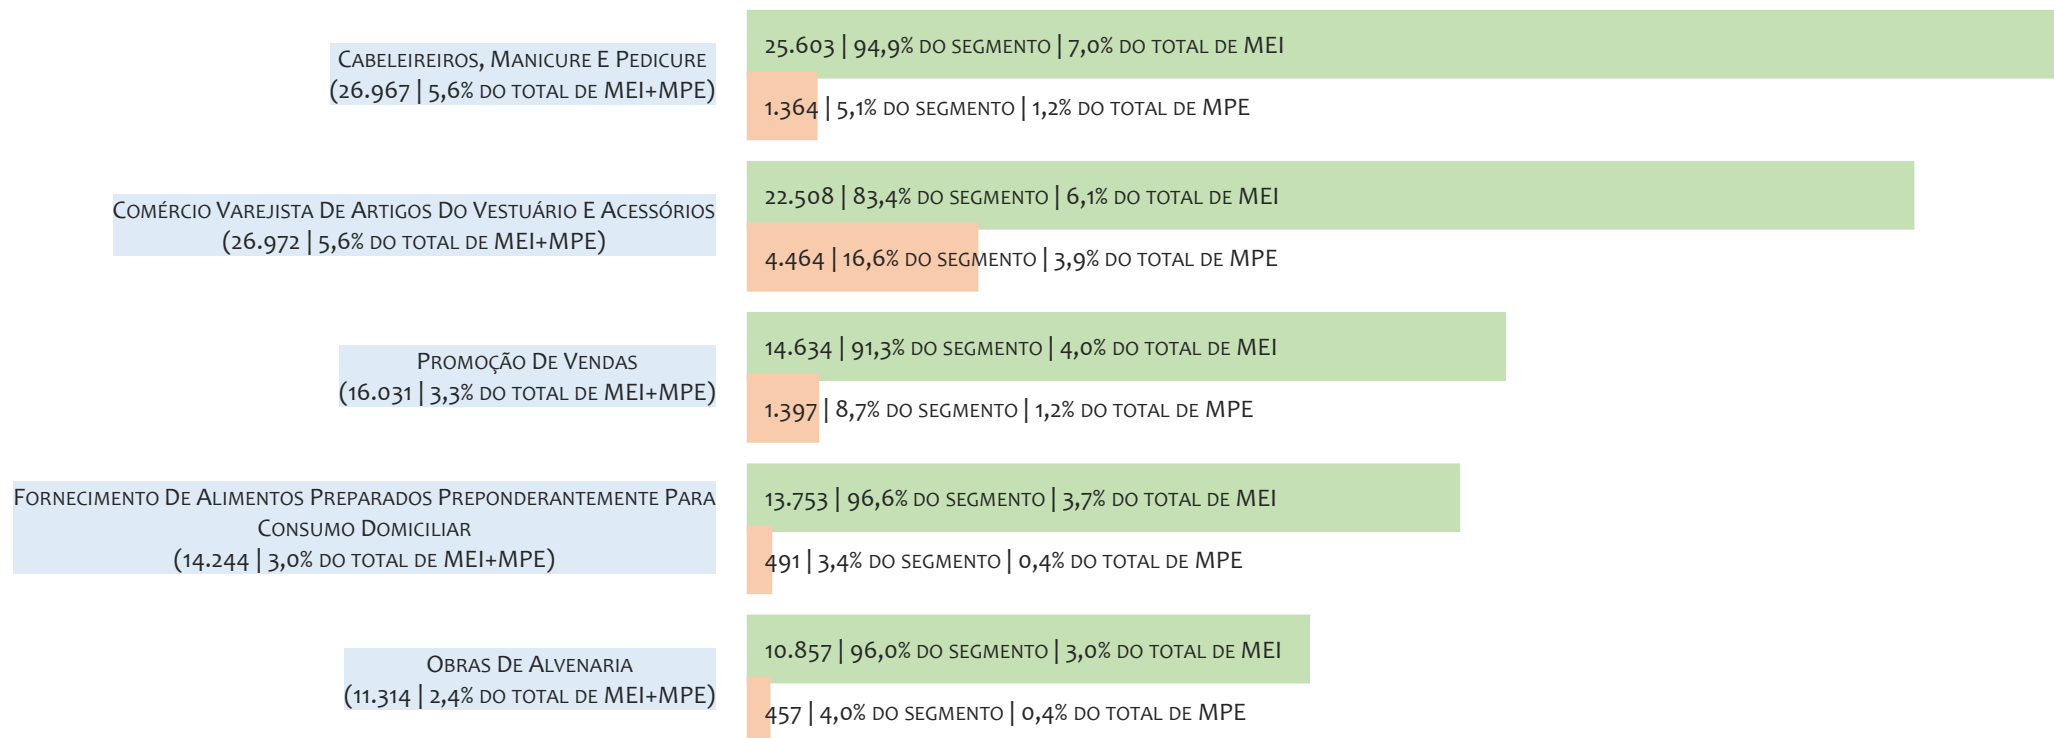 Cabeleireiros, Manicure E Pedicure
(26.967 | 5,6% do total de MEI+MPE)
25.603 | 94,9% do segmento | 7,0% do total de MEI
1.364 | 5,1% do segmento | 1,2% do total de MPE
Comércio Varejista De Artigos Do Vestuário E Acessórios
(26.972 | 5,6% do total de MEI+MPE)
22.508 | 83,4% do segmento | 6,1% do total de MEI
4.464 | 16,6% do segmento | 3,9% do total de MPE
Promoção De Vendas
(16.031 | 3,3% do total de MEI+MPE)
14.634 | 91,3% do segmento | 4,0% do total de MEI
1.397 | 8,7% do segmento | 1,2% do total de MPE
Fornecimento De Alimentos Preparados Preponderantemente Para
Consumo Domiciliar
(14.244 | 3,0% do total de MEI+MPE)
13.753 | 96,6% do segmento | 3,7% do total de MEI
491 | 3,4% do segmento | 0,4% do total de MPE
Obras De Alvenaria
(11.314 | 2,4% do total de MEI+MPE)
10.857 | 96,0% do segmento | 3,0% do total de MEI
457 | 4,0% do segmento | 0,4% do total de MPE